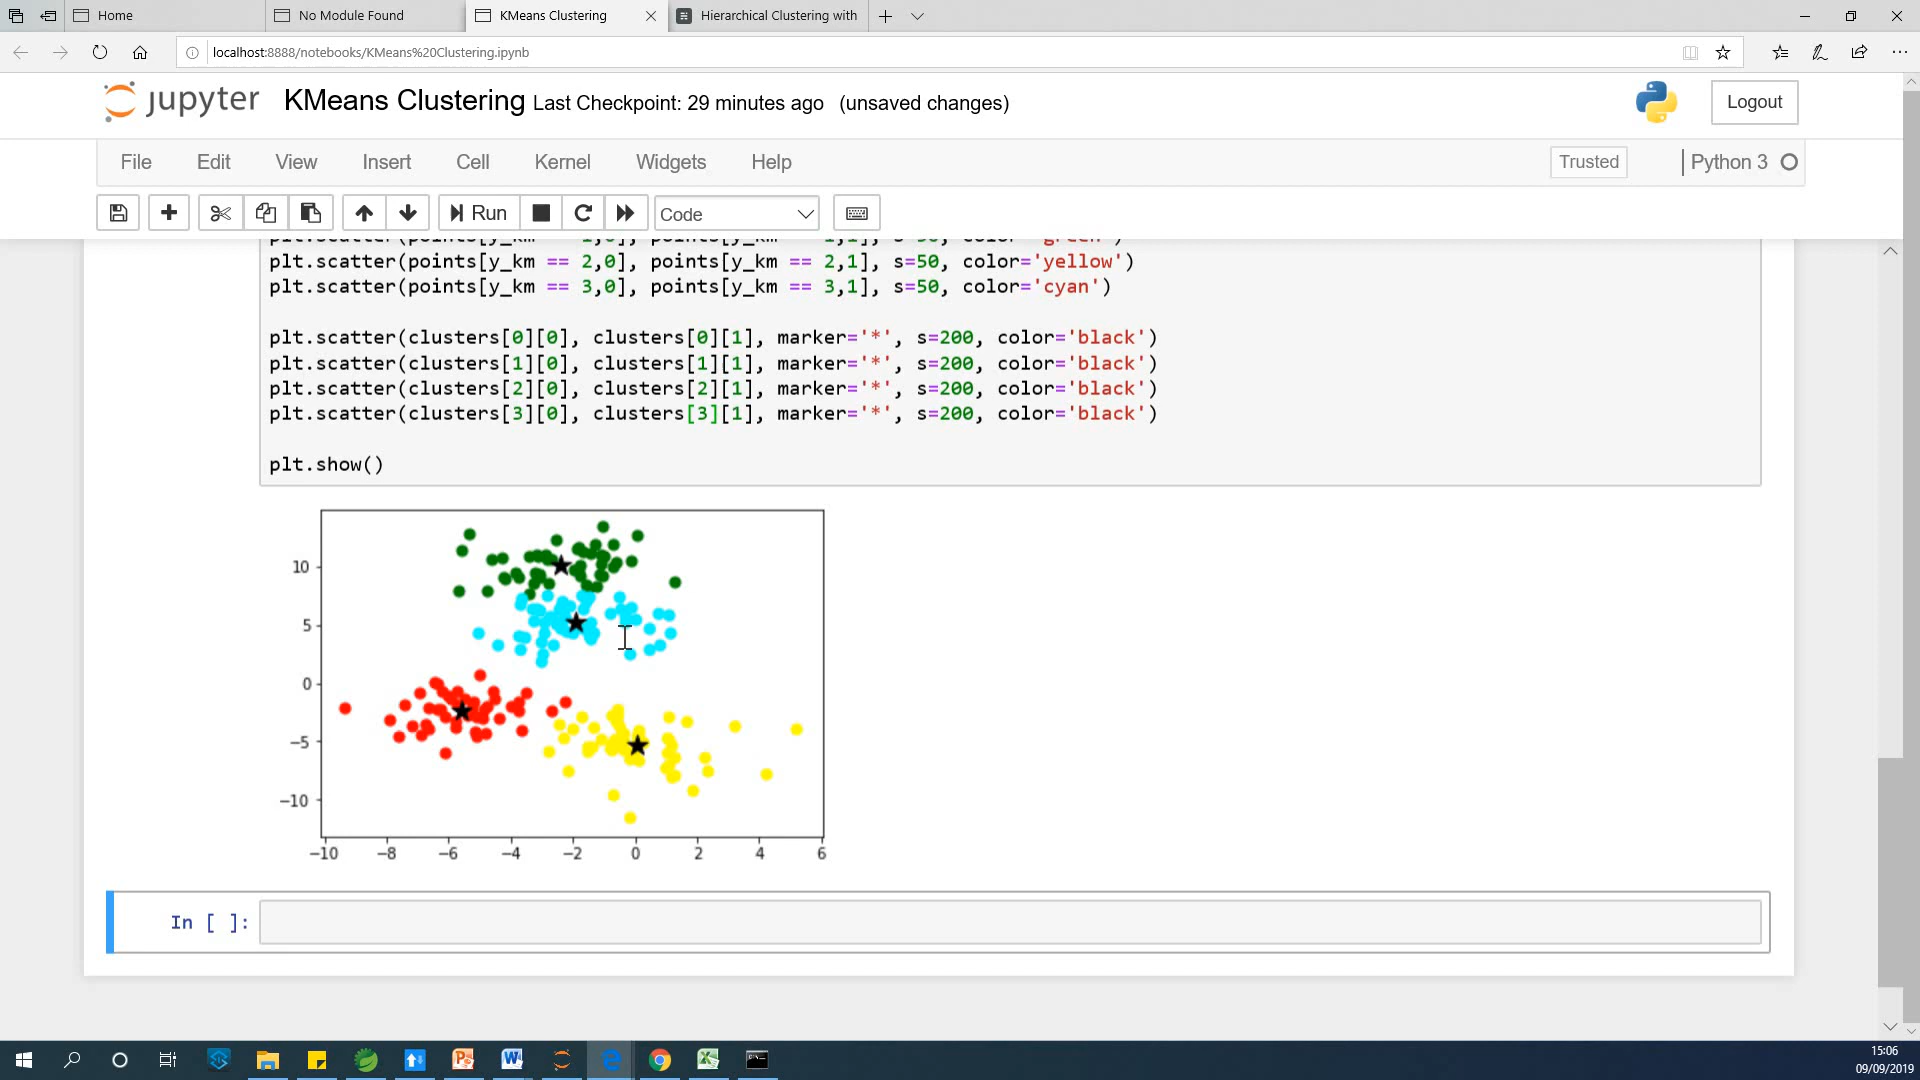 Home
No Module Found
KMeans Clustering
Hierarchical Clustering with
localhost:8888/notebooks/KMeans%20Clustering.ipynb
jupyter KMeans Clustering Last Checkpoint: 29 minutes ago (unsaved changes)
Logout
File Edit View Insert Cell Kernel Widgets Help
Trusted
Python 3
Run
Code
plt.scatter(points[y_km == 2,0], points[y_km == 2,1], s=50, color='yellow')
plt.scatter(points[y_km == 3,0], points[y_km == 3,1], s=50, color='cyan')
plt.scatter(clusters[0][0], clusters[0][1], marker='*', s=200, color='black')
plt.scatter(clusters[1][0], clusters[1][1], marker='*', s=200, color='black')
plt.scatter(clusters[2][0], clusters[2][1], marker='*', s=200, color='black')
plt.scatter(clusters[3][0], clusters[3][1], marker='*', s=200, color='black')
plt.show()
10
5
0
−5
−10
−10 −8 −6 −4 −2 0 2 4 6
In [ ]:
15:06
09/09/2019